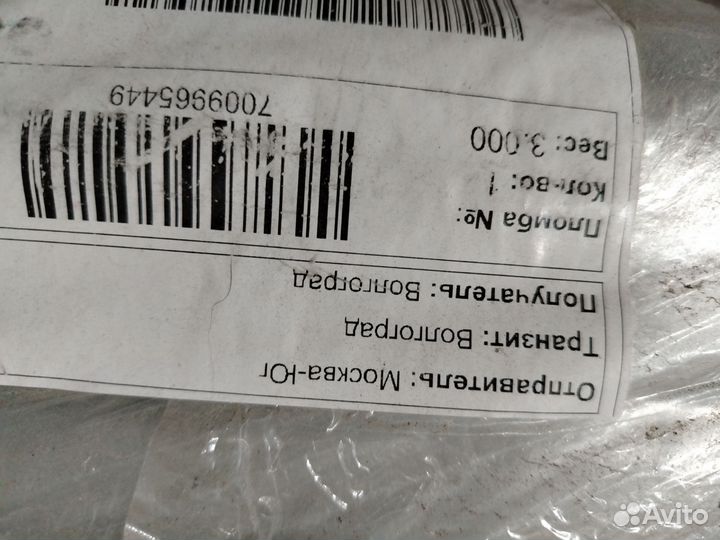 Отправитель: Москва-Юг
Транзит: Волгоград
Получатель: Волгоград
Пломба №:
Кол-во: 1
Вес: 3.000
7009965449
Avito